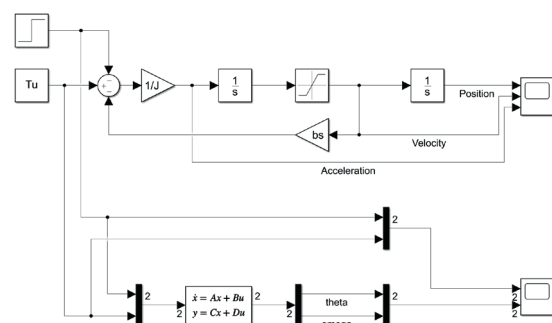 Tu
+
-
-
1/J
1
s
1
s
Position
bs
Velocity
Acceleration
2
2
2
ẋ = Ax + Bu
y = Cx + Du
2
theta
2
2